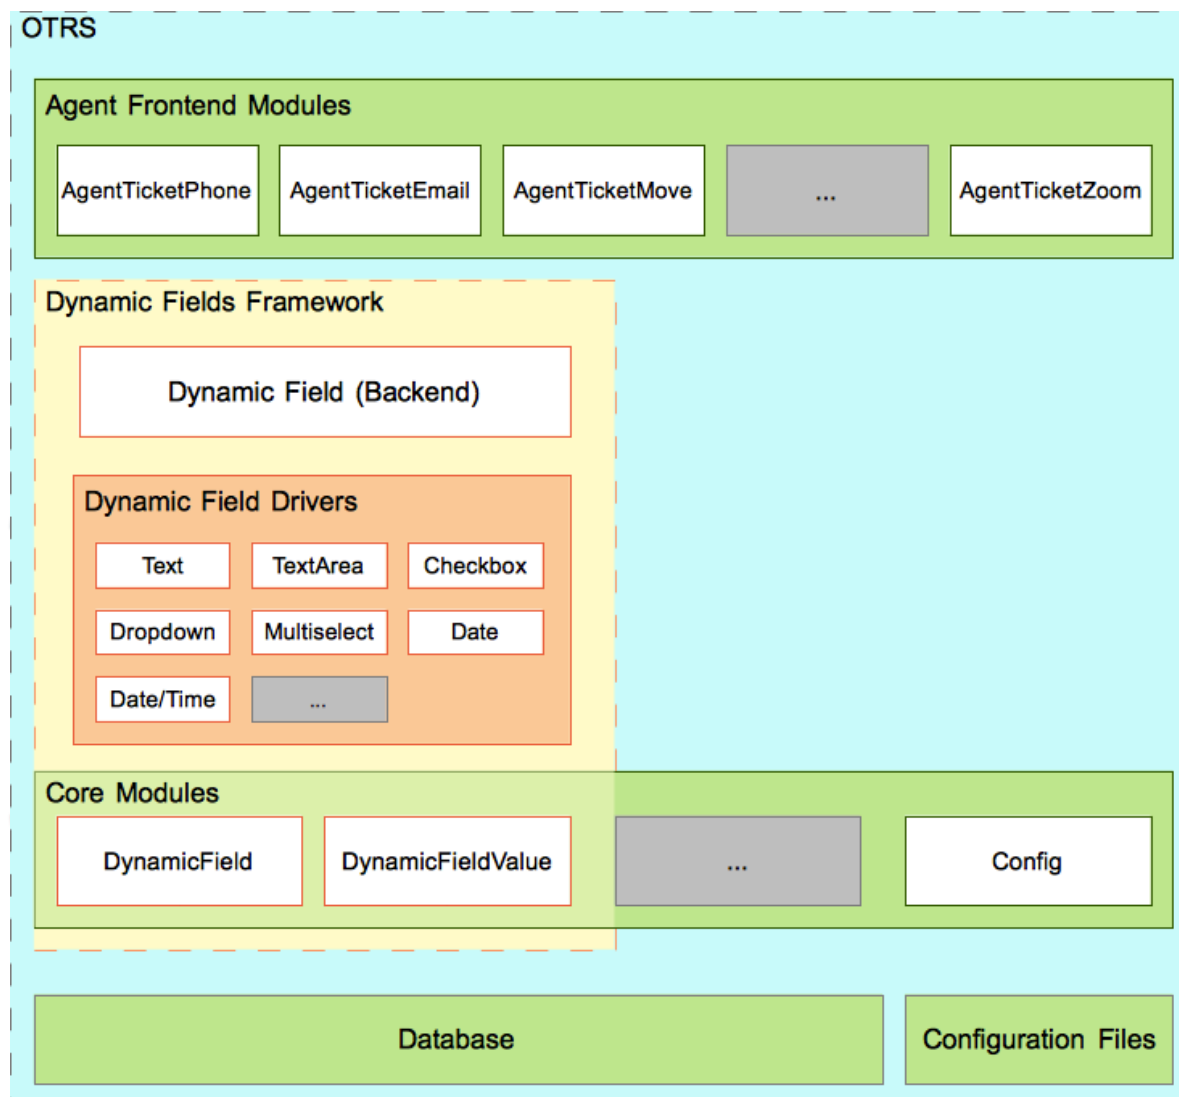 OTRS
Agent Frontend Modules
AgentTicketPhone
AgentTicketEmail
AgentTicketMove
...
AgentTicketZoom
Dynamic Fields Framework
Dynamic Field (Backend)
Dynamic Field Drivers
Text
TextArea
Checkbox
Dropdown
Multiselect
Date
Date/Time
...
Core Modules
DynamicField
DynamicFieldValue
...
Config
Database
Configuration Files